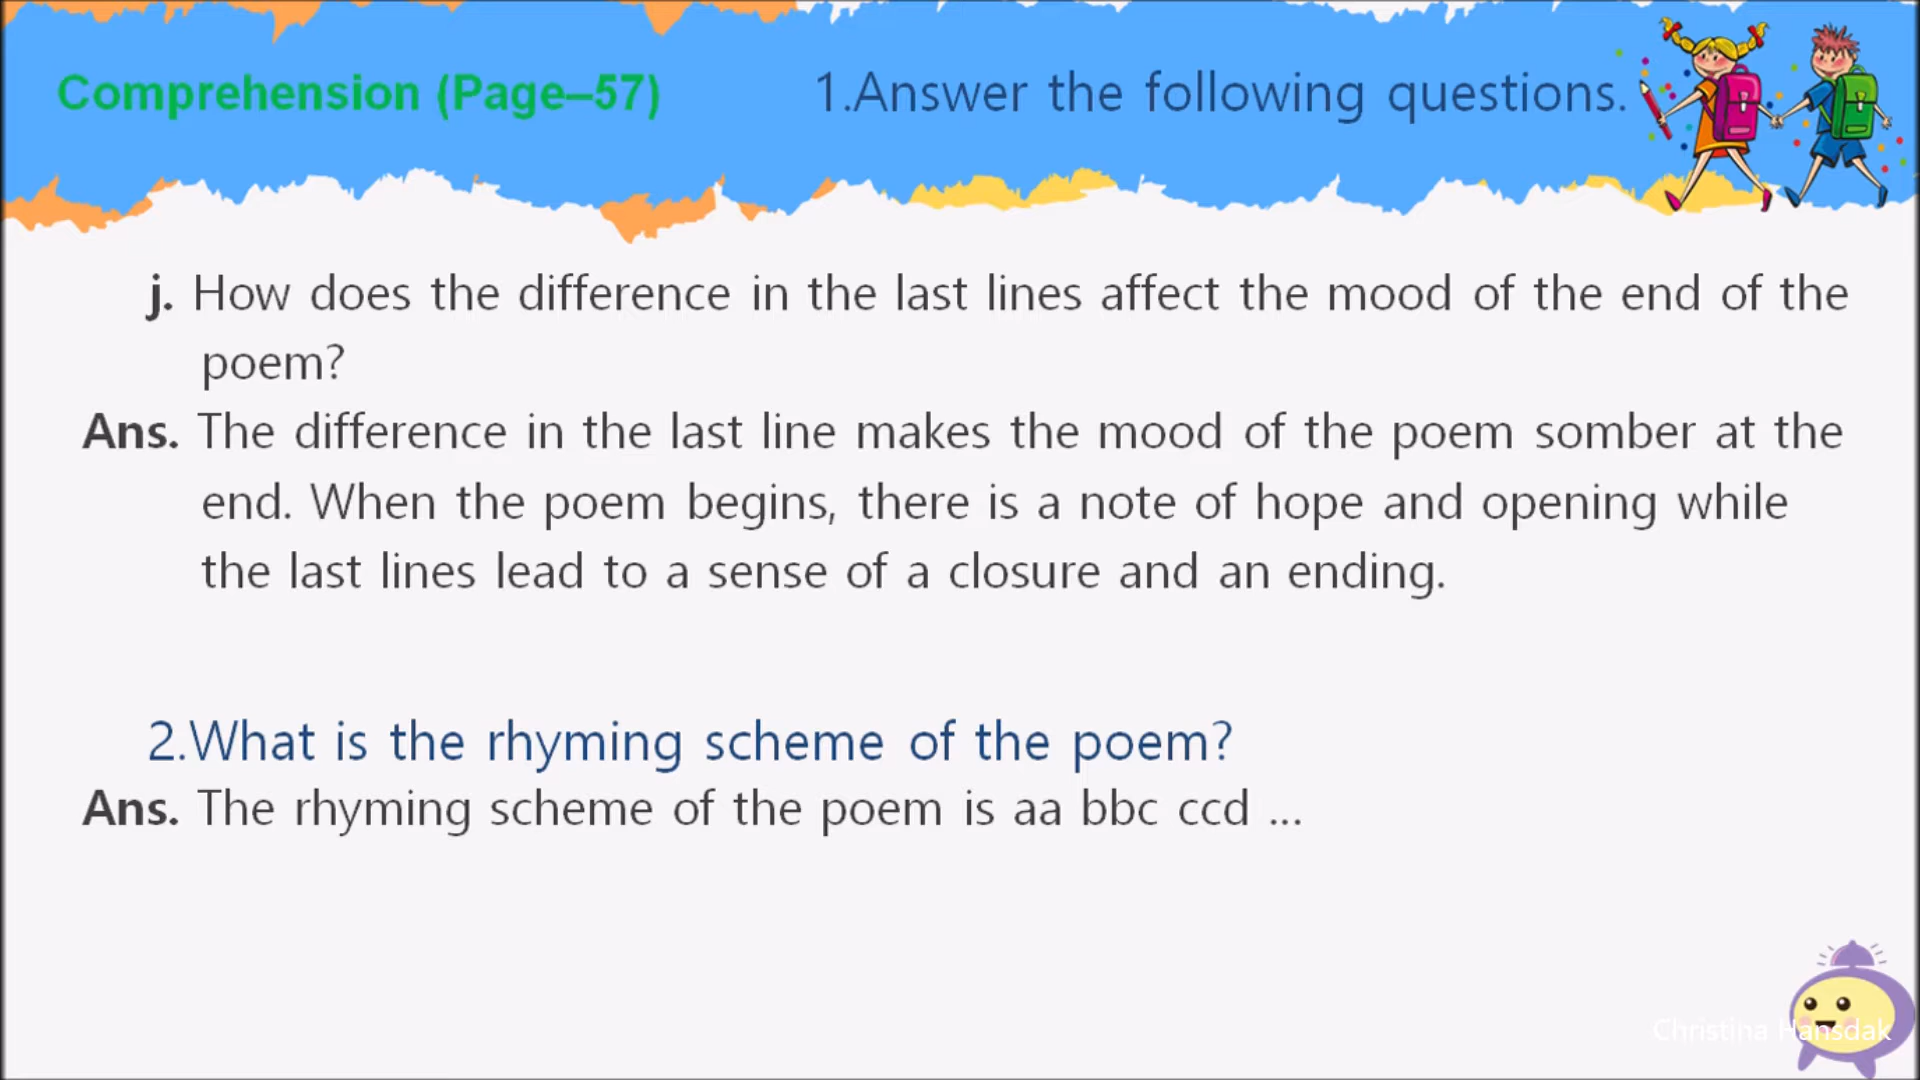 Comprehension (Page–57) 1.Answer the following questions.
j. How does the difference in the last lines affect the mood of the end of the
poem?
Ans. The difference in the last line makes the mood of the poem somber at the
end. When the poem begins, there is a note of hope and opening while
the last lines lead to a sense of a closure and an ending.
2.What is the rhyming scheme of the poem?
Ans. The rhyming scheme of the poem is aa bbc ccd ...
Christina Hansdak